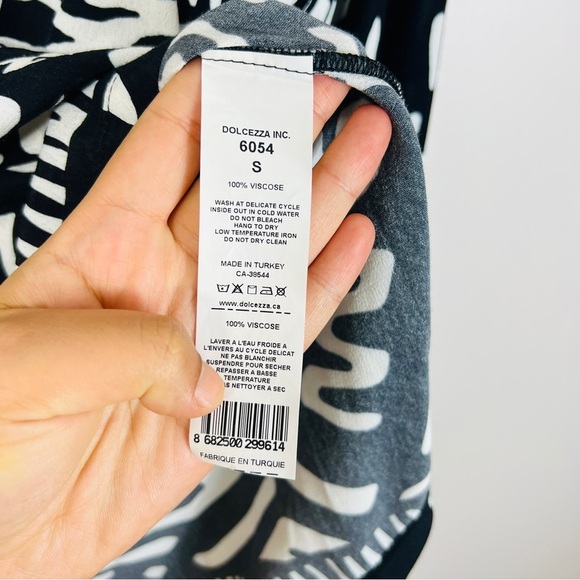 DOLCEZZA INC.
6054
S
100% VISCOSE
WASH AT DELICATE CYCLE
INSIDE OUT IN COLD WATER
DO NOT BLEACH
HANG TO DRY
LOW TEMPERATURE IRON
DO NOT DRY CLEAN
MADE IN TURKEY
CA-39544
www.dolcezza.ca
100% VISCOSE
LAVER A L'EAU FROIDE A
L'ENVERS AU CYCLE DELICAT
NE PAS BLANCHIR
SUSPENDRE POUR SECHER
REPASSER A BASSE
TEMPERATURE
NETTOYER A SEC
8 682500 299614
FABRIQUE EN TURQUIE